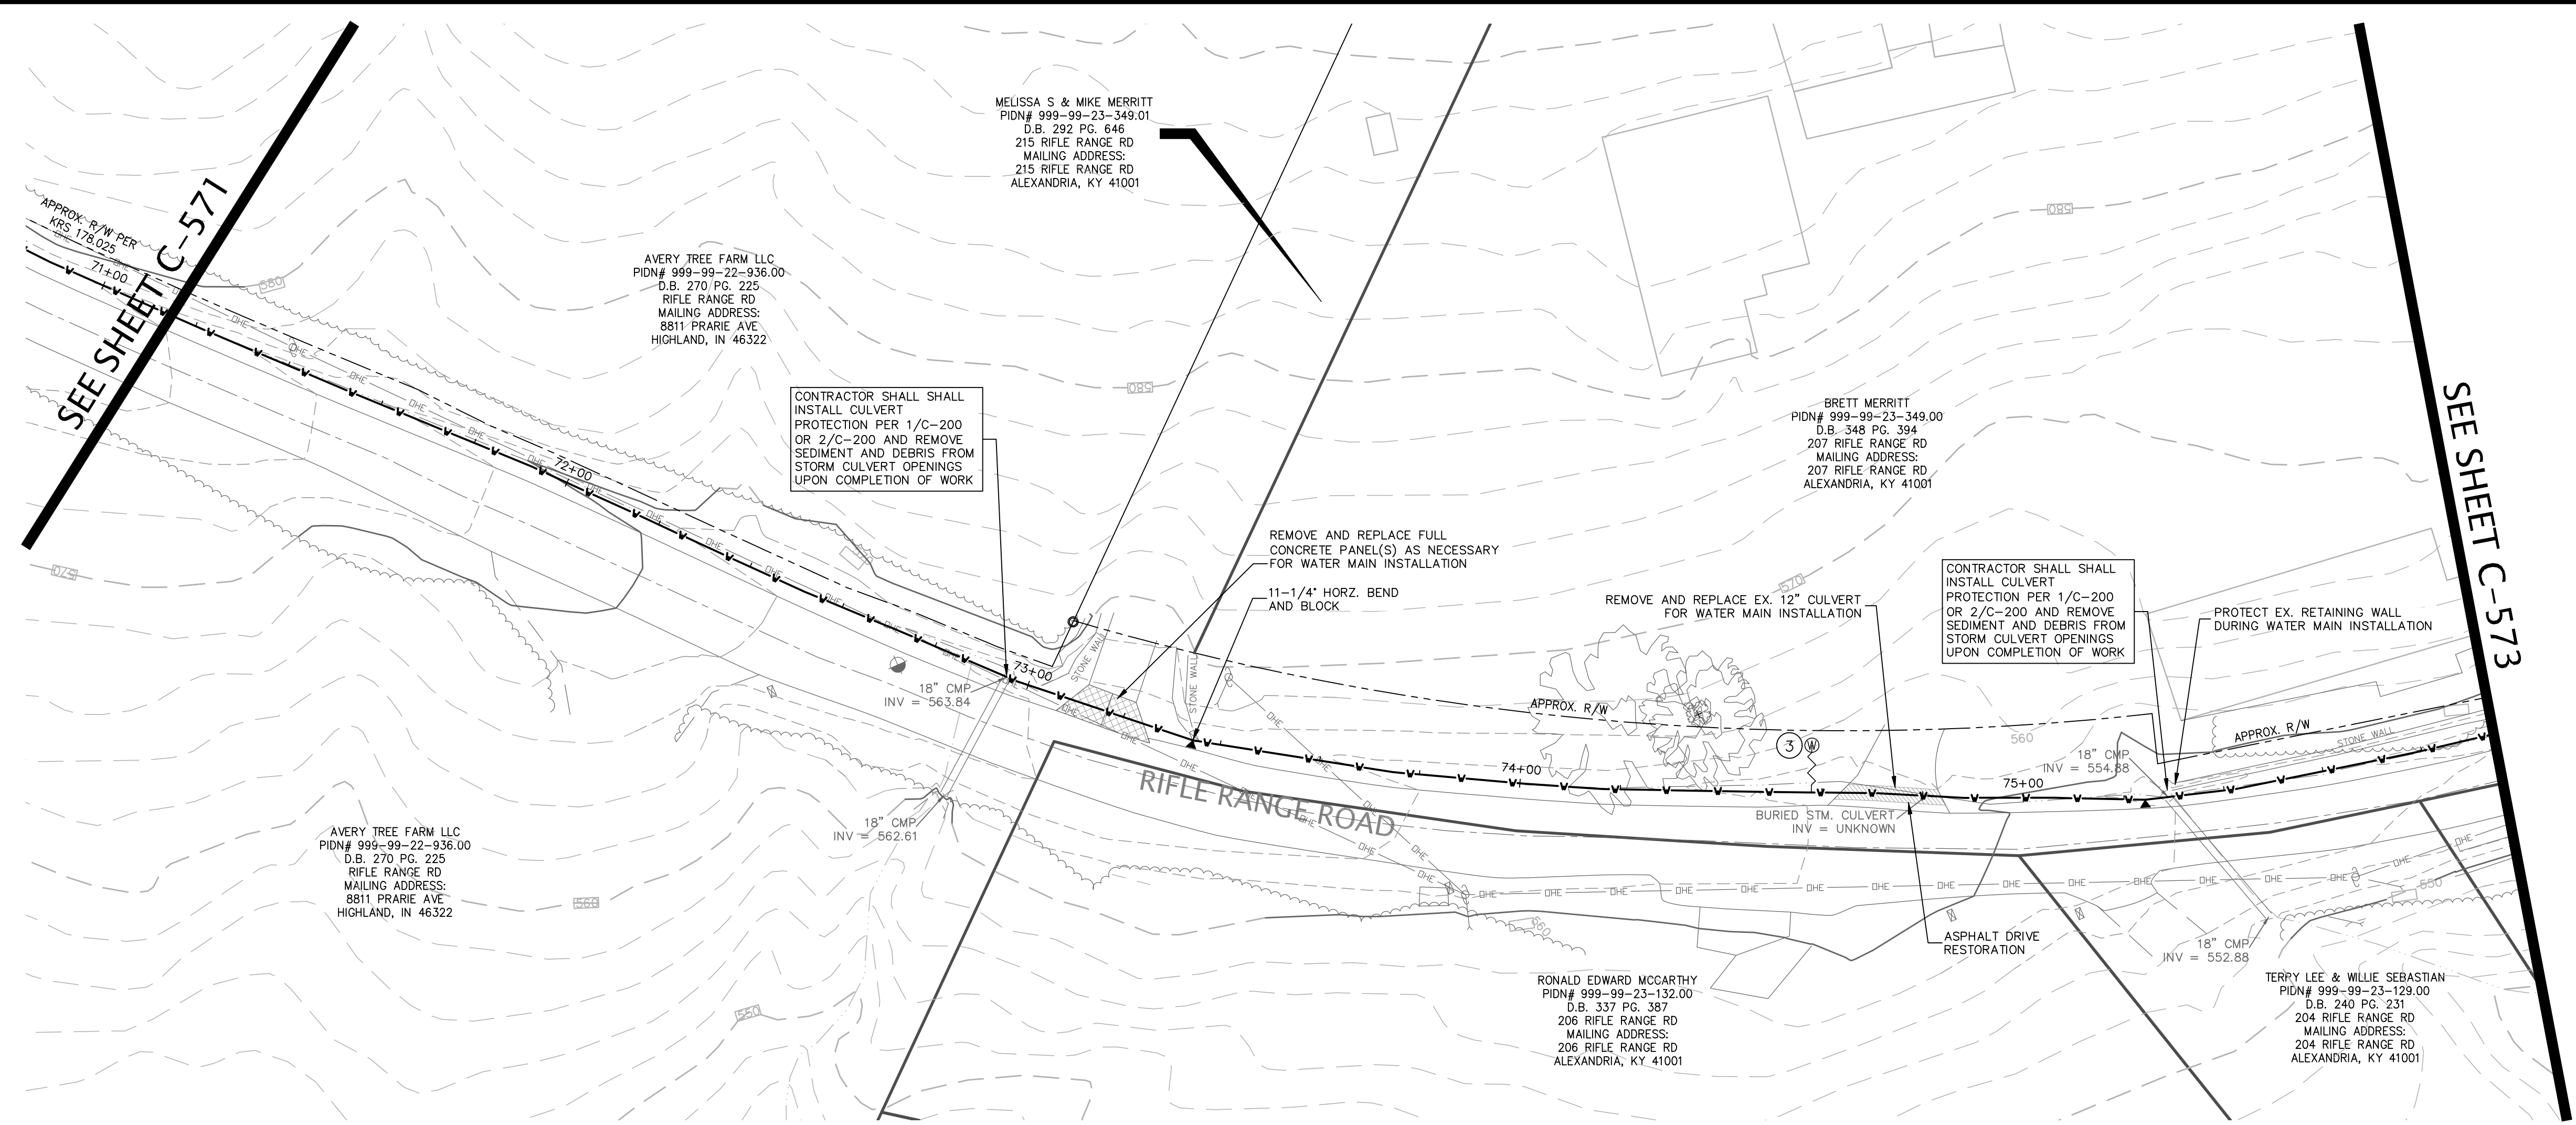 SEE SHEET C-571
APPROX. R/W PER
KRS 178.025
71+00
OHE
580
MELISSA S & MIKE MERRITT
PIDN# 999-99-23-349.01
D.B. 292 PG. 646
215 RIFLE RANGE RD
MAILING ADDRESS:
215 RIFLE RANGE RD
ALEXANDRIA, KY 41001
AVERY TREE FARM LLC
PIDN# 999-99-22-936.00
D.B. 270 PG. 225
RIFLE RANGE RD
MAILING ADDRESS:
8811 PRARIE AVE
HIGHLAND, IN 46322
580
580
CONTRACTOR SHALL SHALL
INSTALL CULVERT
PROTECTION PER 1/C-200
OR 2/C-200 AND REMOVE
SEDIMENT AND DEBRIS FROM
STORM CULVERT OPENINGS
UPON COMPLETION OF WORK
BRETT MERRITT
PIDN# 999-99-23-349.00
D.B. 348 PG. 394
207 RIFLE RANGE RD
MAILING ADDRESS:
207 RIFLE RANGE RD
ALEXANDRIA, KY 41001
SEE SHEET C-573
72+00
570
REMOVE AND REPLACE FULL
CONCRETE PANEL(S) AS NECESSARY
FOR WATER MAIN INSTALLATION
11-1/4° HORZ. BEND
AND BLOCK
570
REMOVE AND REPLACE EX. 12" CULVERT
FOR WATER MAIN INSTALLATION
CONTRACTOR SHALL SHALL
INSTALL CULVERT
PROTECTION PER 1/C-200
OR 2/C-200 AND REMOVE
SEDIMENT AND DEBRIS FROM
STORM CULVERT OPENINGS
UPON COMPLETION OF WORK
PROTECT EX. RETAINING WALL
DURING WATER MAIN INSTALLATION
73+00
STONE WALL
STONE WALL
18" CMP
INV = 563.84
APPROX. R/W
3
W
560
18" CMP
INV = 554.88
APPROX. R/W
STONE WALL
74+00
75+00
RIFLE RANGE ROAD
BURIED STM. CULVERT
INV = UNKNOWN
18" CMP
INV = 562.61
AVERY TREE FARM LLC
PIDN# 999-99-22-936.00
D.B. 270 PG. 225
RIFLE RANGE RD
MAILING ADDRESS:
8811 PRARIE AVE
HIGHLAND, IN 46322
560
550
OHE
OHE
OHE
560
550
ASPHALT DRIVE
RESTORATION
18" CMP
INV = 552.88
RONALD EDWARD MCCARTHY
PIDN# 999-99-23-132.00
D.B. 337 PG. 387
206 RIFLE RANGE RD
MAILING ADDRESS:
206 RIFLE RANGE RD
ALEXANDRIA, KY 41001
TERRY LEE & WILLIE SEBASTIAN
PIDN# 999-99-23-129.00
D.B. 240 PG. 231
204 RIFLE RANGE RD
MAILING ADDRESS:
204 RIFLE RANGE RD
ALEXANDRIA, KY 41001